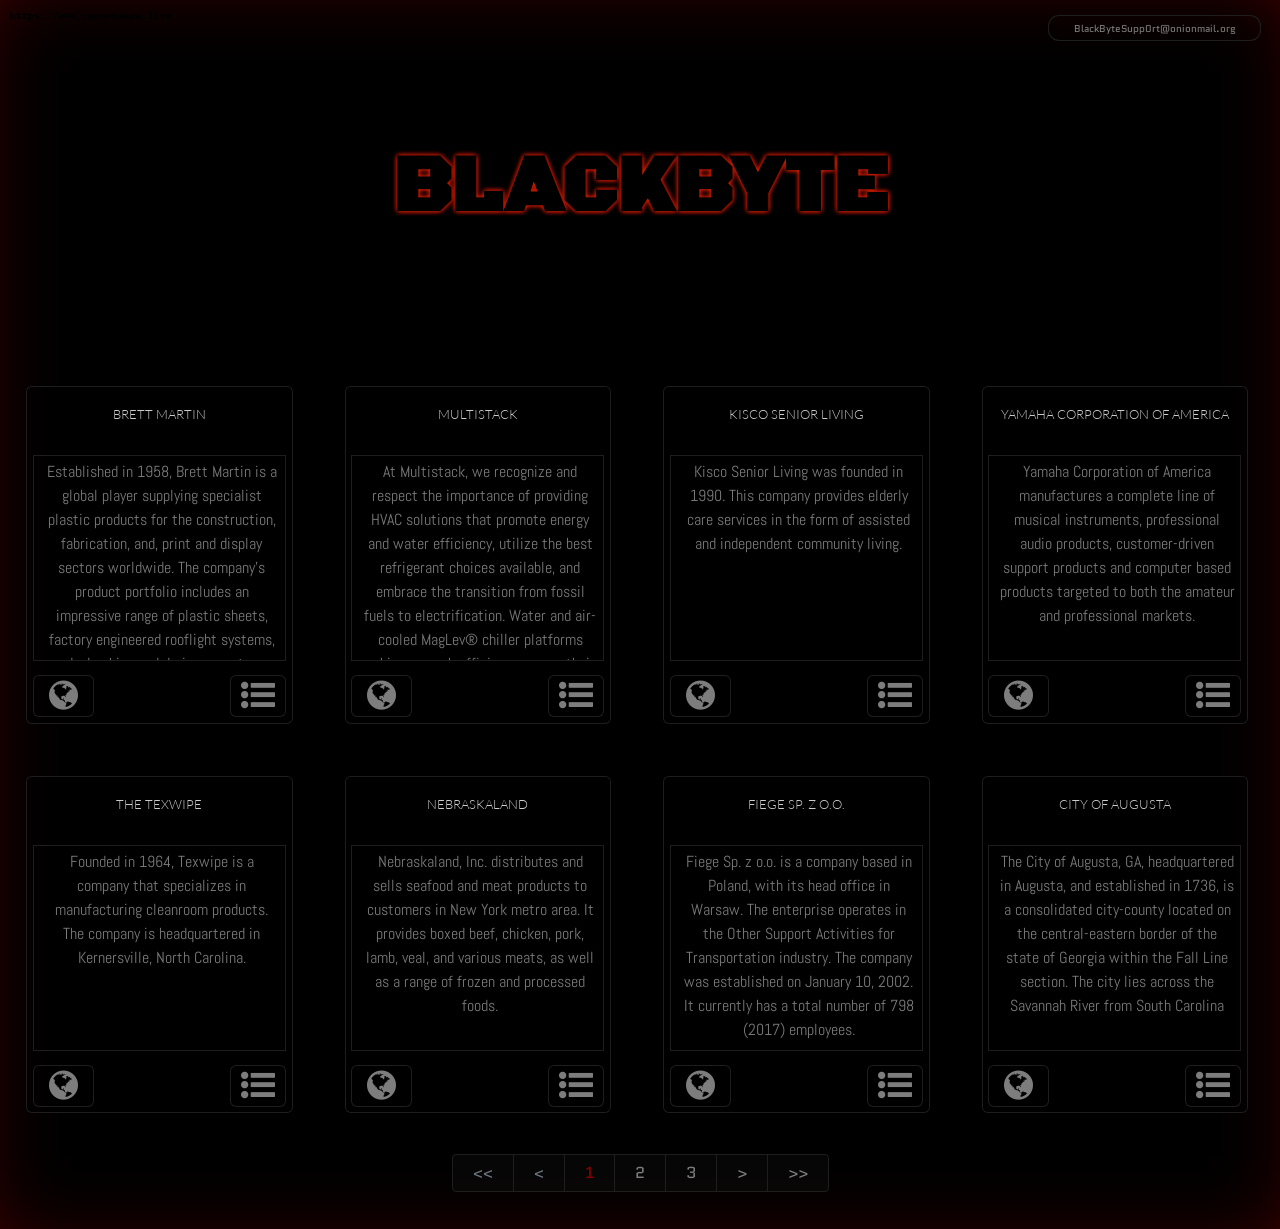 BlackByteSupp0rt@onionmail.org
BLACKBYTE
BRETT MARTIN
Established in 1958, Brett Martin is a
global player supplying specialist
plastic products for the construction,
fabrication, and, print and display
sectors worldwide. The company's
product portfolio includes an
impressive range of plastic sheets,
factory engineered rooflight systems,
MULTISTACK
At Multistack, we recognize and
respect the importance of providing
HVAC solutions that promote energy
and water efficiency, utilize the best
refrigerant choices available, and
embrace the transition from fossil
fuels to electrification. Water and air-
cooled MagLev® chiller platforms
KISCO SENIOR LIVING
Kisco Senior Living was founded in
1990. This company provides elderly
care services in the form of assisted
and independent community living.
YAMAHA CORPORATION OF AMERICA
Yamaha Corporation of America
manufactures a complete line of
musical instruments, professional
audio products, customer-driven
support products and computer based
products targeted to both the amateur
and professional markets.
THE TEXWIPE
Founded in 1964, Texwipe is a
company that specializes in
manufacturing cleanroom products.
The company is headquartered in
Kernersville, North Carolina.
NEBRASKALAND
Nebraskaland, Inc. distributes and
sells seafood and meat products to
customers in New York metro area. It
provides boxed beef, chicken, pork,
lamb, veal, and various meats, as well
as a range of frozen and processed
foods.
FIEGE SP. Z O.O.
Fiege Sp. z o.o. is a company based in
Poland, with its head office in
Warsaw. The enterprise operates in
the Other Support Activities for
Transportation industry. The company
was established on January 10, 2002.
It currently has a total number of 798
(2017) employees.
CITY OF AUGUSTA
The City of Augusta, GA, headquartered
in Augusta, and established in 1736, is
a consolidated city-county located on
the central-eastern border of the
state of Georgia within the Fall Line
section. The city lies across the
Savannah River from South Carolina
<< < 1 2 3 > >>